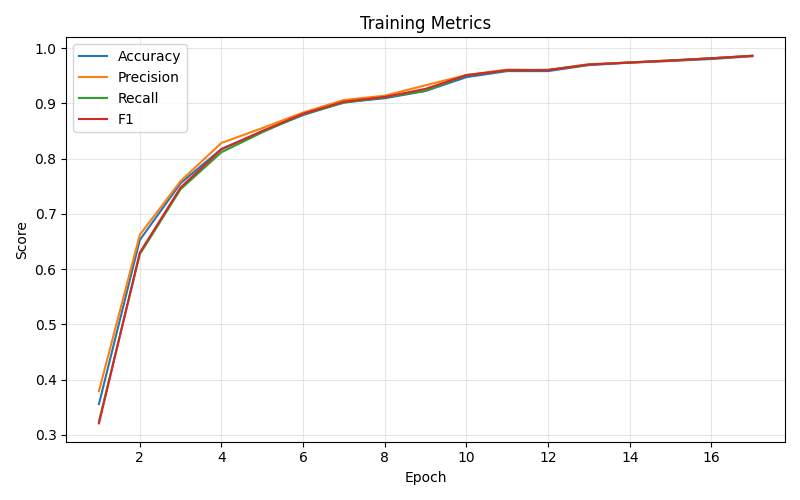 Training Metrics
Accuracy
Precision
Recall
F1
Score
1.0
0.9
0.8
0.7
0.6
0.5
0.4
0.3
2 4 6 8 10 12 14 16
Epoch